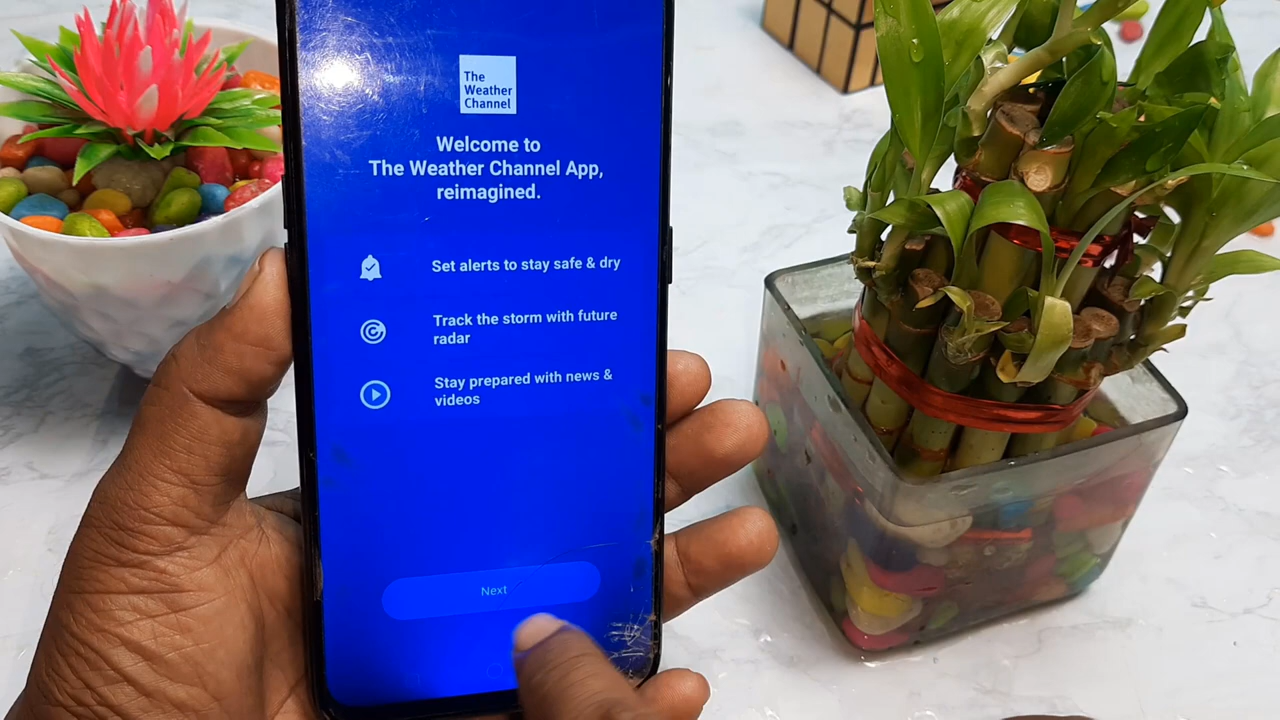 The
Weather
Channel
Welcome to
The Weather Channel App,
reimagined.
Set alerts to stay safe & dry
Track the storm with future
radar
Stay prepared with news &
videos
Next